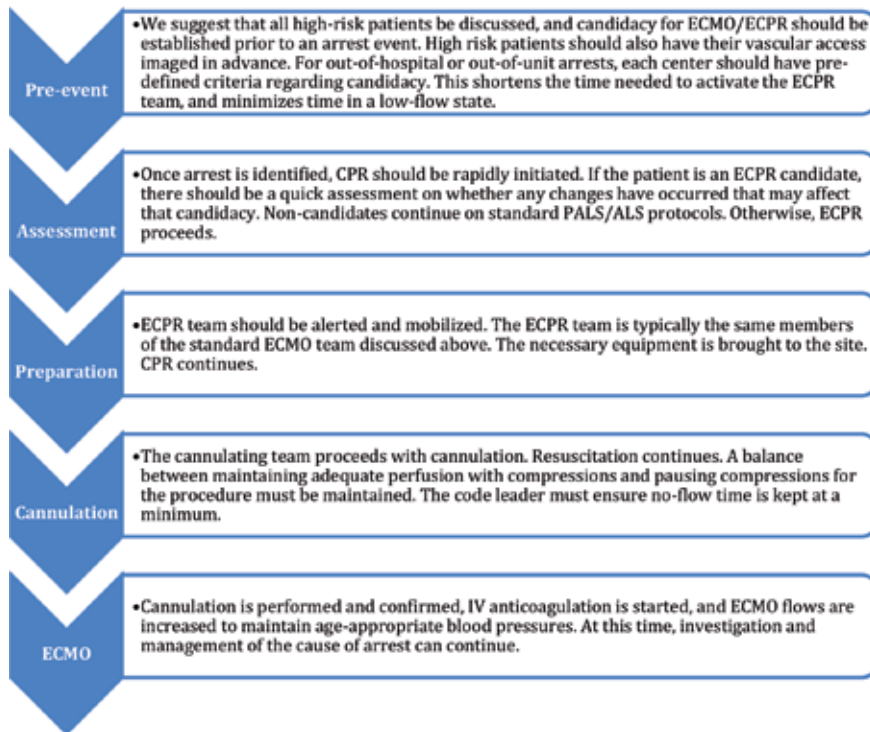 •We suggest that all high-risk patients be discussed, and candidacy for ECMO/ECPR should be
established prior to an arrest event. High risk patients should also have their vascular access
imaged in advance. For out-of-hospital or out-of-unit arrests, each center should have pre-
defined criteria regarding candidacy. This shortens the time needed to activate the ECPR
team, and minimizes time in a low-flow state.
Pre-event
•Once arrest is identified, CPR should be rapidly initiated. If the patient is an ECPR candidate,
there should be a quick assessment on whether any changes have occurred that may affect
that candidacy. Non-candidates continue on standard PALS/ALS protocols. Otherwise, ECPR
proceeds.
Assessment
•ECPR team should be alerted and mobilized. The ECPR team is typically the same members
of the standard ECMO team discussed above. The necessary equipment is brought to the site.
CPR continues.
Preparation
•The cannulating team proceeds with cannulation. Resuscitation continues. A balance
between maintaining adequate perfusion with compressions and pausing compressions for
the procedure must be maintained. The code leader must ensure no-flow time is kept at a
minimum.
Cannulation
•Cannulation is performed and confirmed, IV anticoagulation is started, and ECMO flows are
increased to maintain age-appropriate blood pressures. At this time, investigation and
management of the cause of arrest can continue.
ECMO